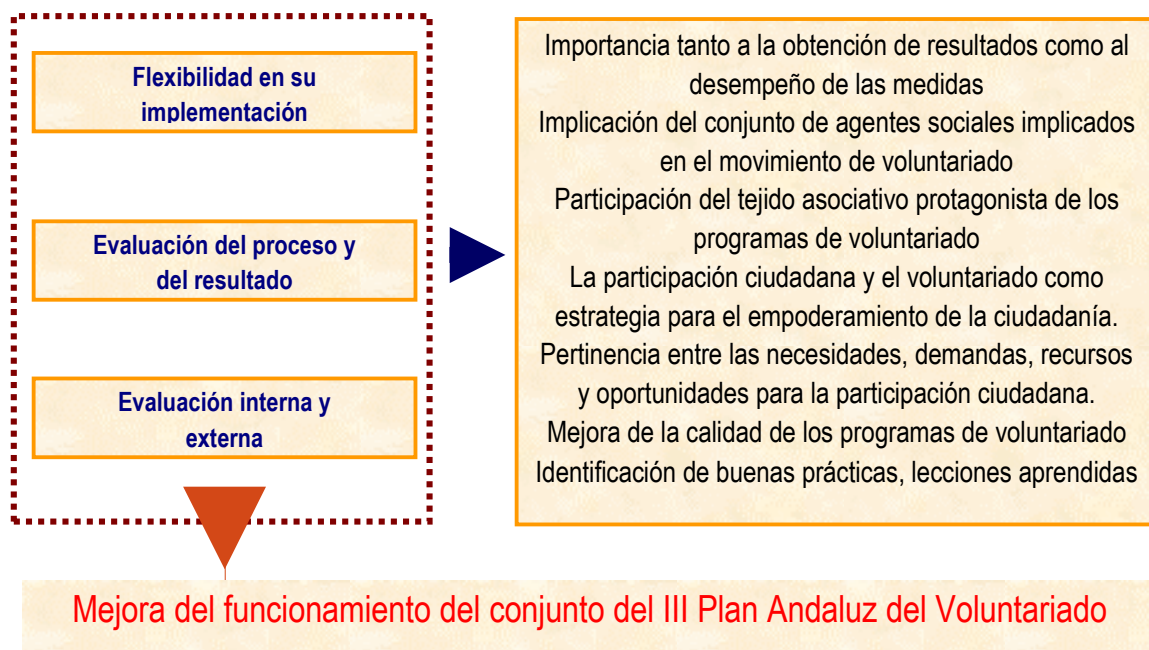 Flexibilidad en su
implementación
Evaluación del proceso y
del resultado
Evaluación interna y
externa
Importancia tanto a la obtención de resultados como al
desempeño de las medidas
Implicación del conjunto de agentes sociales implicados
en el movimiento de voluntariado
Participación del tejido asociativo protagonista de los
programas de voluntariado
La participación ciudadana y el voluntariado como
estrategia para el empoderamiento de la ciudadanía.
Pertinencia entre las necesidades, demandas, recursos
y oportunidades para la participación ciudadana.
Mejora de la calidad de los programas de voluntariado
Identificación de buenas prácticas, lecciones aprendidas
Mejora del funcionamiento del conjunto del III Plan Andaluz del Voluntariado